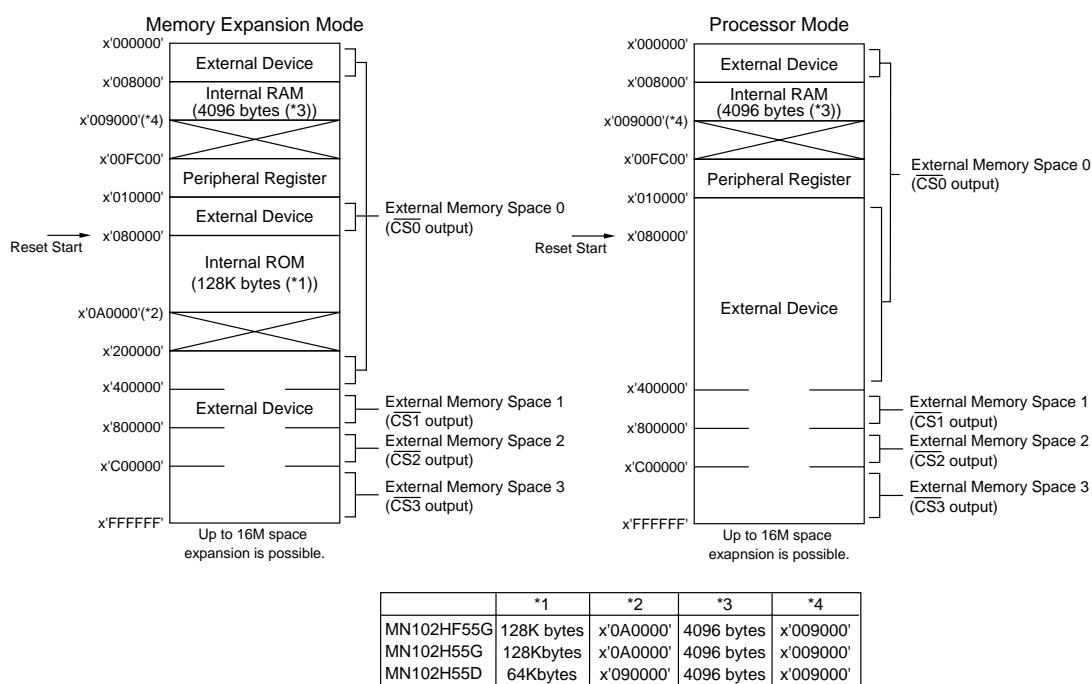 Memory Expansion Mode
x'000000'
External Device
x'008000'
Internal RAM
(4096 bytes (*3))
x'009000'(*4)
x'00FC00'
Peripheral Register
x'010000'
External Device
External Memory Space 0
(CS0 output)
Reset Start
x'080000'
Internal ROM
(128K bytes (*1))
x'0A0000'(*2)
x'200000'
x'400000'
External Device
External Memory Space 1
(CS1 output)
x'800000'
External Memory Space 2
(CS2 output)
x'C00000'
External Memory Space 3
(CS3 output)
x'FFFFFF'
Up to 16M space
expansion is possible.
Processor Mode
x'000000'
External Device
x'008000'
Internal RAM
(4096 bytes (*3))
x'009000'(*4)
x'00FC00'
External Memory Space 0
(CS0 output)
Peripheral Register
x'010000'
Reset Start
x'080000'
External Device
x'400000'
External Memory Space 1
(CS1 output)
x'800000'
External Memory Space 2
(CS2 output)
x'C00000'
External Memory Space 3
(CS3 output)
x'FFFFFF'
Up to 16M space
exapnsion is possible.
*1 *2 *3 *4
MN102HF55G 128K bytes x'0A0000' 4096 bytes x'009000'
MN102H55G 128Kbytes x'0A0000' 4096 bytes x'009000'
MN102H55D 64Kbytes x'090000' 4096 bytes x'009000'